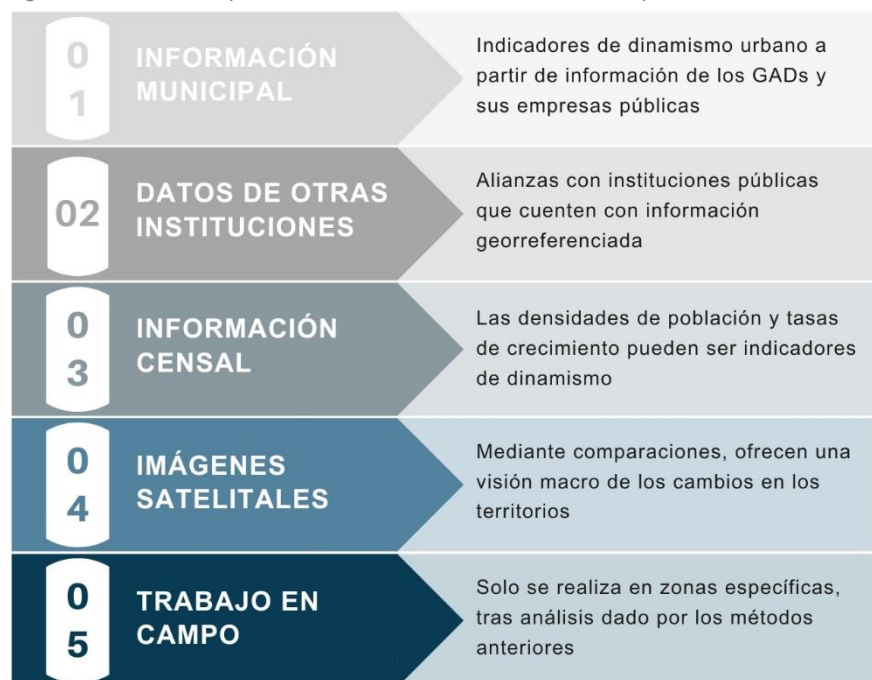 0
1
INFORMACIÓN
MUNICIPAL
Indicadores de dinamismo urbano a
partir de información de los GADs y
sus empresas públicas
02
DATOS DE OTRAS
INSTITUCIONES
Alianzas con instituciones públicas
que cuenten con información
georreferenciada
0
3
INFORMACIÓN
CENSAL
Las densidades de población y tasas
de crecimiento pueden ser indicadores
de dinamismo
0
4
IMÁGENES
SATELITALES
Mediante comparaciones, ofrecen una
visión macro de los cambios en los
territorios
0
5
TRABAJO EN
CAMPO
Solo se realiza en zonas específicas,
tras análisis dado por los métodos
anteriores